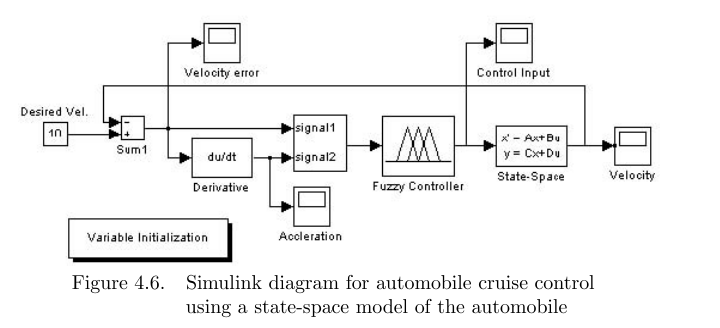 Velocity error
Control Input
Desired Vel.
10
−
+
Sum1
du/dt
Derivative
signal1
signal2
Fuzzy Controller
x' = Ax+Bu
y = Cx+Du
State-Space
Velocity
Accleration
Variable Initialization
Figure 4.6. Simulink diagram for automobile cruise control
using a state-space model of the automobile